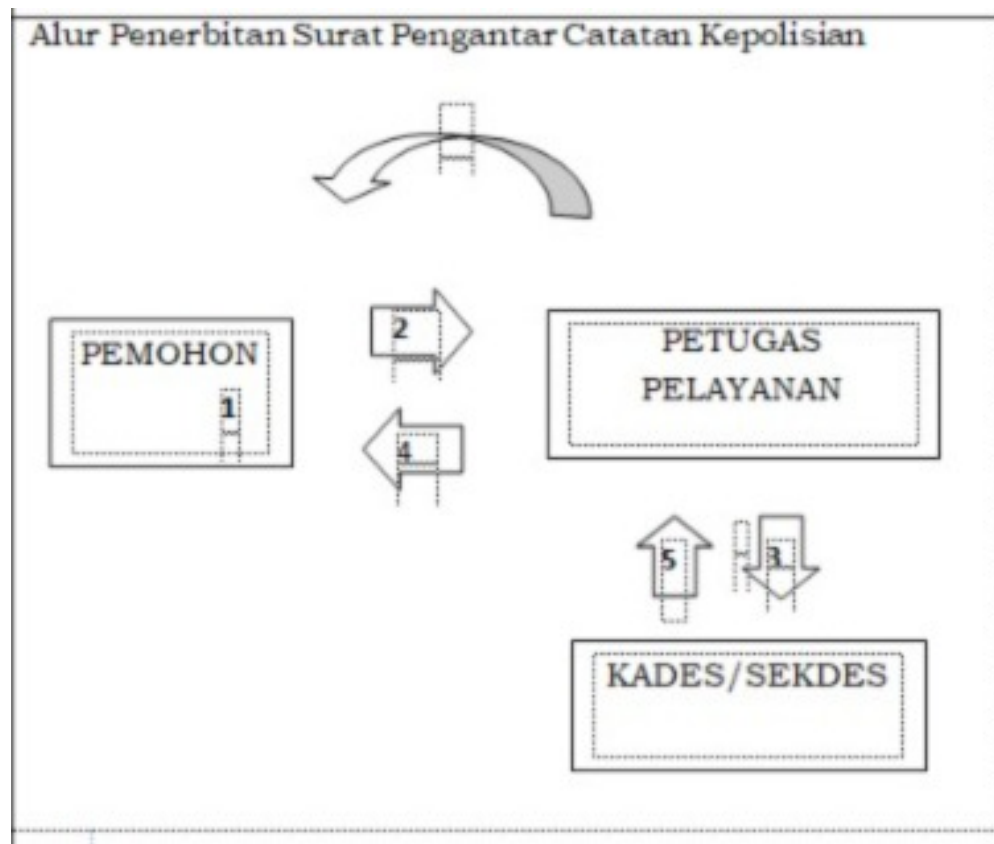 Alur Penerbitan Surat Pengantar Catatan Kepolisian
PEMOHON
1
2
4
PETUGAS
PELAYANAN
5
3
KADES/SEKDES